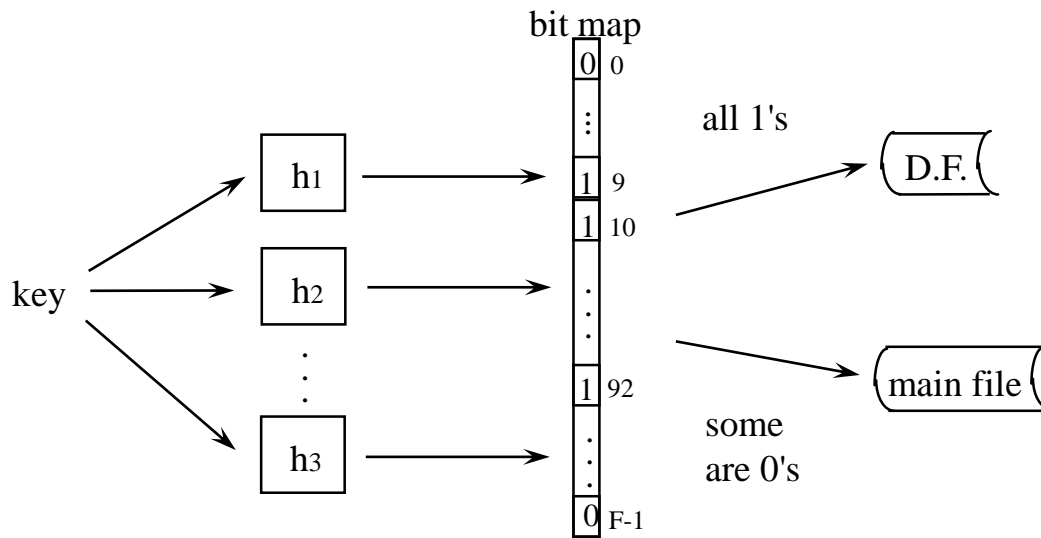 bit map
0 0
all 1's
h1
1 9
D.F.
1 10
key
h2
1 92
main file
some
are 0's
h3
0 F-1